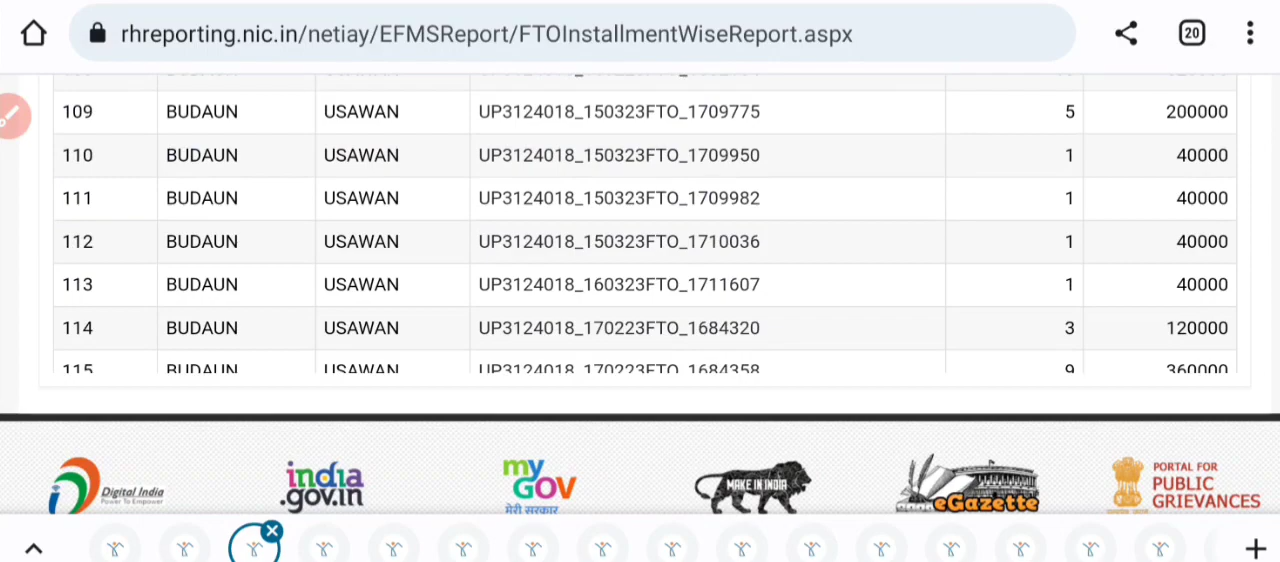 rhreporting.nic.in/netiay/EFMSReport/FTOInstallmentWiseReport.aspx
20
109 BUDAUN USAWAN UP3124018_150323FTO_1709775 5 200000
110 BUDAUN USAWAN UP3124018_150323FTO_1709950 1 40000
111 BUDAUN USAWAN UP3124018_150323FTO_1709982 1 40000
112 BUDAUN USAWAN UP3124018_150323FTO_1710036 1 40000
113 BUDAUN USAWAN UP3124018_160323FTO_1711607 1 40000
114 BUDAUN USAWAN UP3124018_170223FTO_1684320 3 120000
115 BUDAUN USAWAN UP3124018_170223FTO_1684358 9 360000
Digital India
Power To Empower
india
.gov.in
my
GOV
मेरी सरकार
MAKE IN INDIA
eGazette
PORTAL FOR
PUBLIC
GRIEVANCES